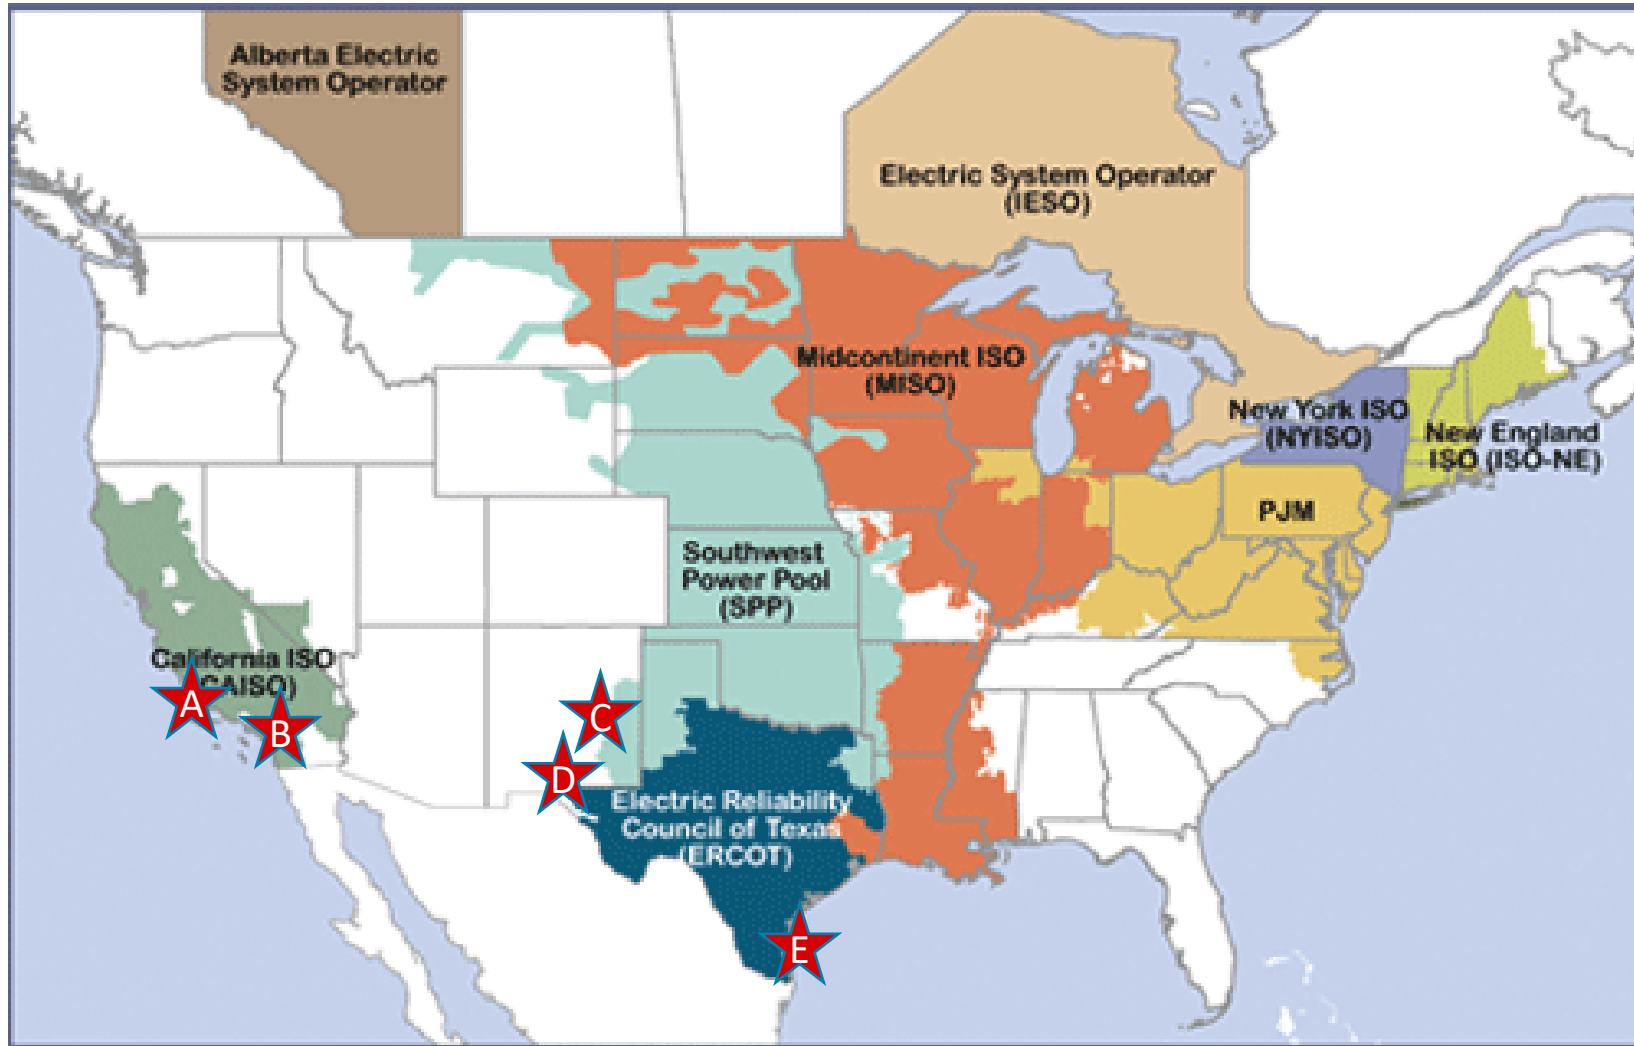 Alberta Electric
System Operator
Electric System Operator
(IESO)
Midcontinent ISO
(MISO)
New York ISO
(NYISO)
New England
ISO (ISO-NE)
PJM
Southwest
Power Pool
(SPP)
California ISO
(CAISO)
A
B
C
D
Electric Reliability
Council of Texas
(ERCOT)
E